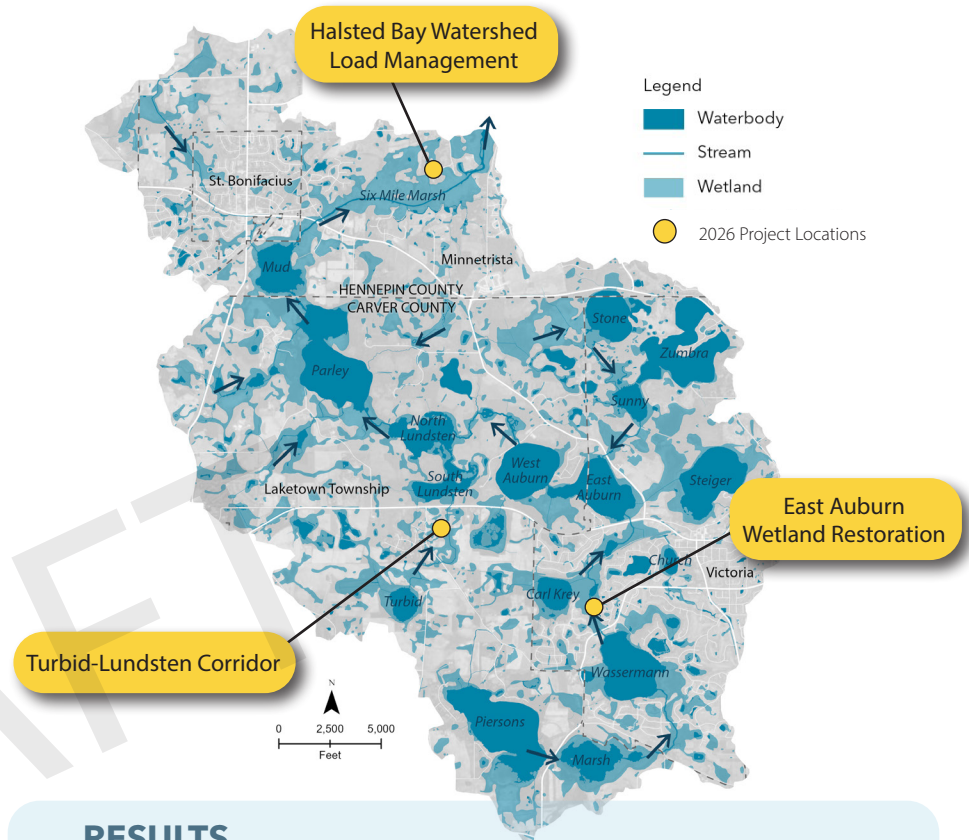 Halsted Bay Watershed
Load Management
Legend
Waterbody
Stream
Wetland
2026 Project Locations
St. Bonifacius
Six Mile Marsh
Minnetrista
Mud
HENNEPIN COUNTY
CARVER COUNTY
Stone
Zumbra
Parley
Sunny
North
Lundsten
West
Auburn
East
Auburn
Steiger
South
Lundsten
Laketown Township
East Auburn
Wetland Restoration
Church
Victoria
Carl Krey
Turbid
Turbid-Lundsten Corridor
Wassermann
N
0 2,500 5,000
Feet
Piersons
Marsh
RESULTS